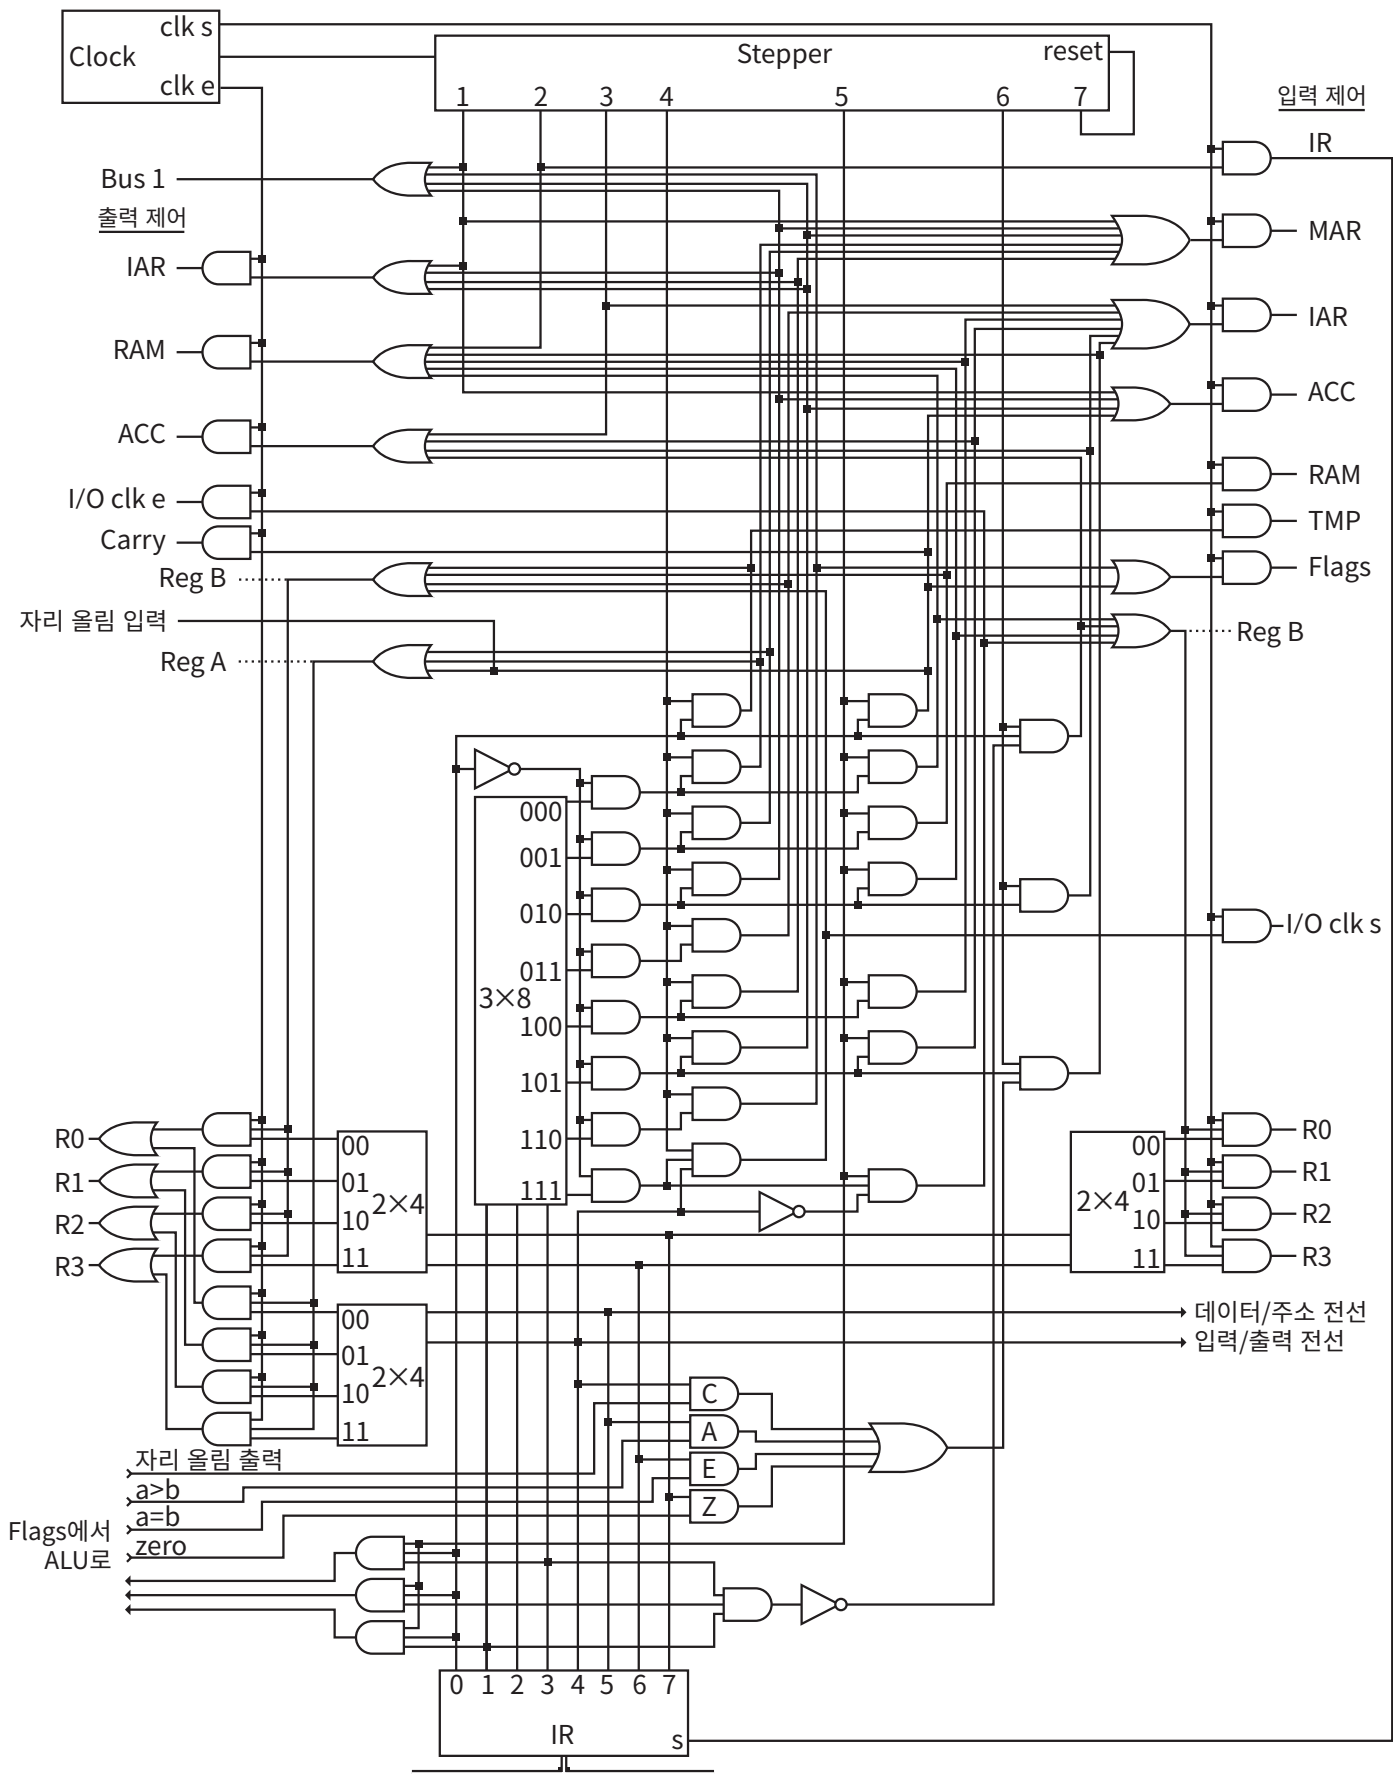 clk s
Clock
clk e
Stepper
reset
1 2 3 4 5 6 7
입력 제어
IR
Bus 1
출력 제어
MAR
IAR
IAR
RAM
ACC
ACC
RAM
I/O clk e
TMP
Carry
Flags
Reg B
자리 올림 입력
Reg B
Reg A
000
001
010
011
3×8
100
101
110
111
I/O clk s
R0
R1
R2
R3
00
01
2×4
10
11
00
01
2×4
10
11
R0
R1
R2
R3
00
01
2×4
10
11
데이터/주소 전선
입력/출력 전선
C
A
E
Z
자리 올림 출력
a>b
a=b
zero
Flags에서
ALU로
0 1 2 3 4 5 6 7
IR
s